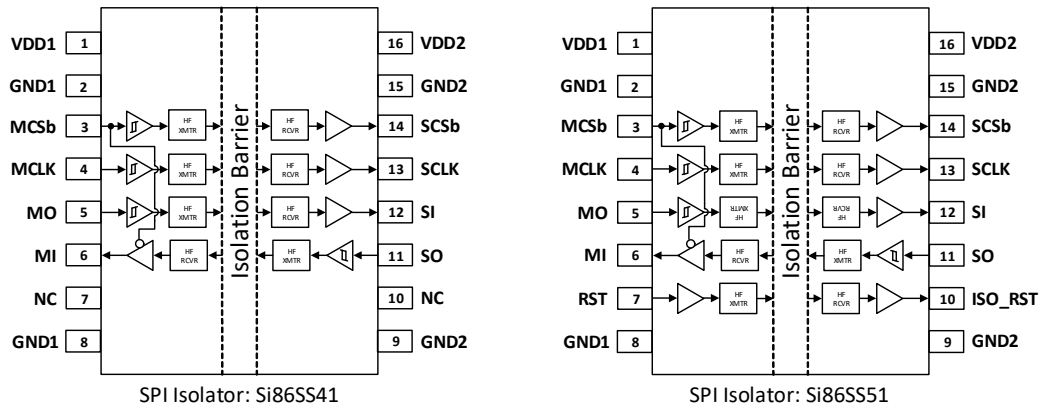 VDD1 1
GND1 2
MCSb 3
MCLK 4
MO 5
MI 6
NC 7
GND1 8
HF XMTR
HF XMTR
HF XMTR
HF RCVR
Isolation Barrier
HF RCVR
HF RCVR
HF RCVR
HF XMTR
16 VDD2
15 GND2
14 SCSb
13 SCLK
12 SI
11 SO
10 NC
9 GND2
SPI Isolator: Si86SS41
VDD1 1
GND1 2
MCSb 3
MCLK 4
MO 5
MI 6
RST 7
GND1 8
HF XMTR
HF XMTR
HF XMTR
HF RCVR
HF XMTR
Isolation Barrier
HF RCVR
HF RCVR
HF RCVR
HF XMTR
HF RCVR
16 VDD2
15 GND2
14 SCSb
13 SCLK
12 SI
11 SO
10 ISO_RST
9 GND2
SPI Isolator: Si86SS51